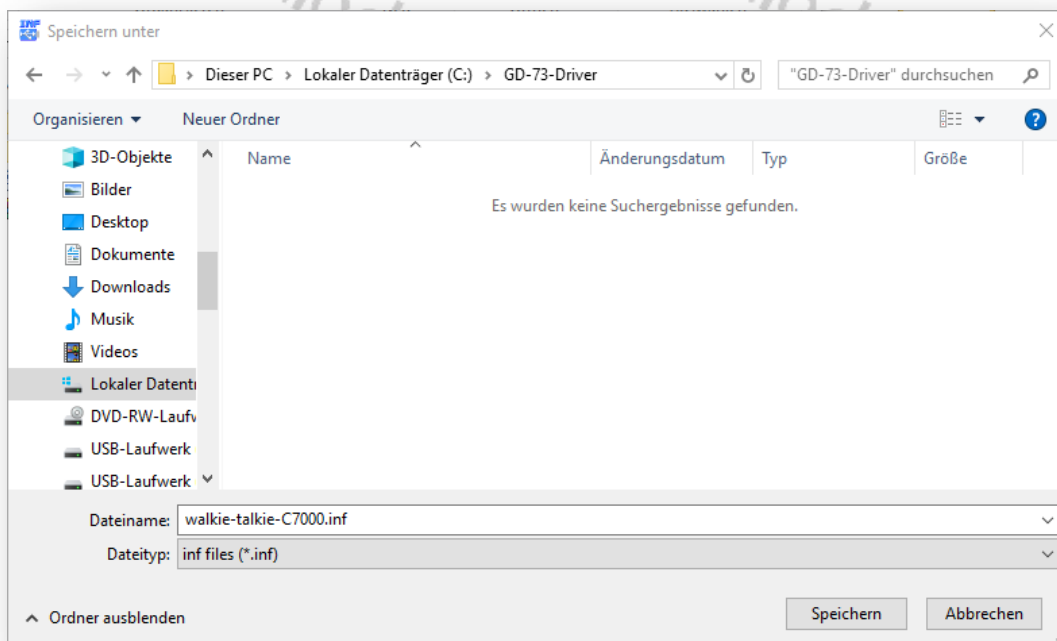 Speichern unter
Dieser PC > Lokaler Datenträger (C:) > GD-73-Driver
"GD-73-Driver" durchsuchen
Organisieren
Neuer Ordner
3D-Objekte
Bilder
Desktop
Dokumente
Downloads
Musik
Videos
Lokaler Datentr
DVD-RW-Laufw
USB-Laufwerk
USB-Laufwerk
Name Änderungsdatum Typ Größe
Es wurden keine Suchergebnisse gefunden.
Dateiname: walkie-talkie-C7000.inf
Dateityp: inf files (*.inf)
Ordner ausblenden
Speichern
Abbrechen